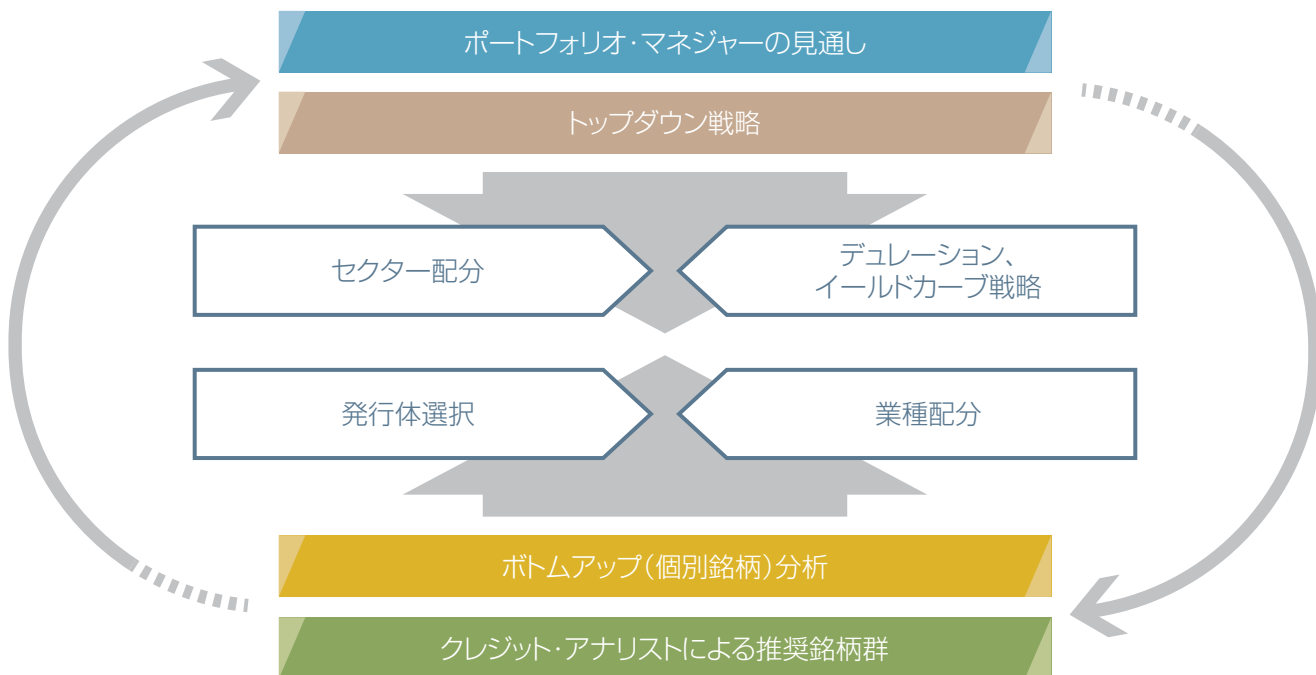 ポートフォリオ・マネジャーの見通し
トップダウン戦略
セクター配分
デュレーション、
イールドカーブ戦略
発行体選択
業種配分
ボトムアップ（個別銘柄）分析
クレジット・アナリストによる推奨銘柄群